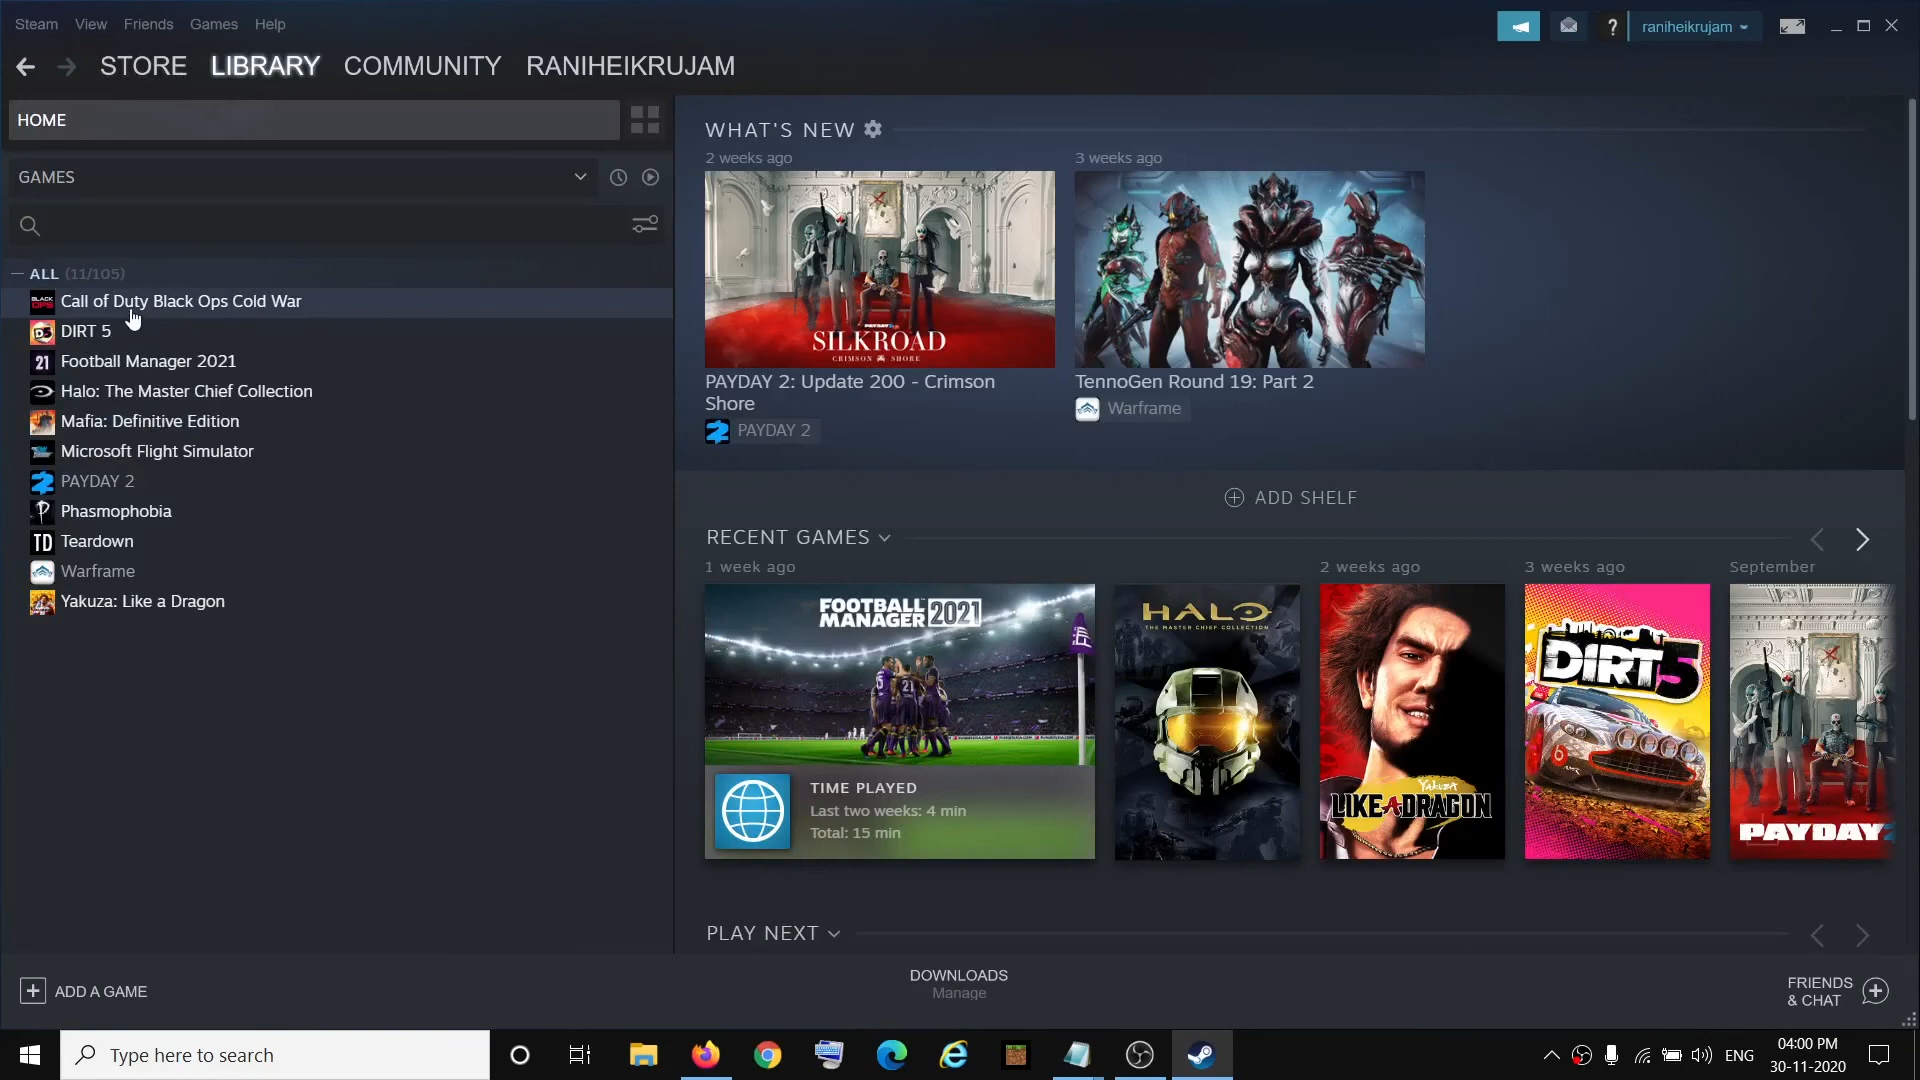 Steam View Friends Games Help
raniheikrujam
STORE LIBRARY COMMUNITY RANIHEIKRUJAM
HOME
GAMES
ALL (11/105)
Call of Duty Black Ops Cold War
DIRT 5
Football Manager 2021
Halo: The Master Chief Collection
Mafia: Definitive Edition
Microsoft Flight Simulator
PAYDAY 2
Phasmophobia
Teardown
Warframe
Yakuza: Like a Dragon
WHAT'S NEW
2 weeks ago
3 weeks ago
SILKROAD
CRIMSON SHORE
PAYDAY 2: Update 200 - Crimson
Shore
PAYDAY 2
TennoGen Round 19: Part 2
Warframe
ADD SHELF
RECENT GAMES
1 week ago
2 weeks ago
3 weeks ago
September
FOOTBALL
MANAGER 2021
TIME PLAYED
Last two weeks: 4 min
Total: 15 min
HALO
THE MASTER CHIEF COLLECTION
YAKUZA
LIKE A DRAGON
DIRT 5
PAYDAY 2
PLAY NEXT
ADD A GAME
DOWNLOADS
Manage
FRIENDS
& CHAT
Type here to search
ENG
04:00 PM
30-11-2020